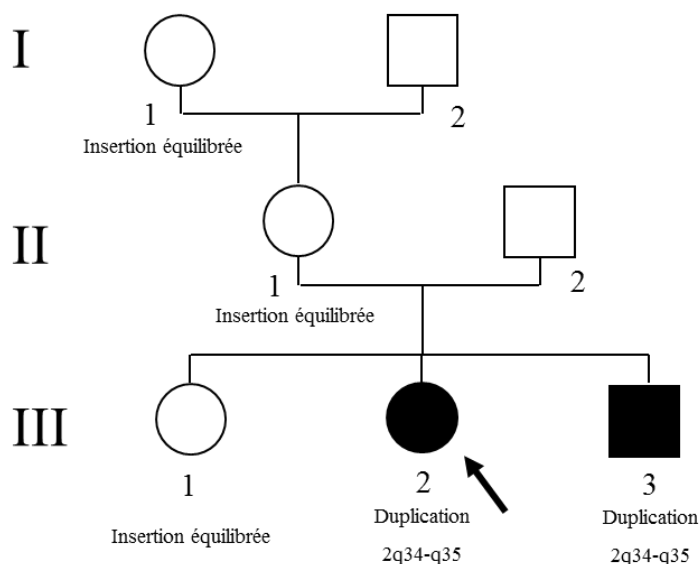 I
1
2
Insertion équilibrée
II
1
2
Insertion équilibrée
III
1
2
3
Insertion équilibrée
Duplication
2q34-q35
Duplication
2q34-q35